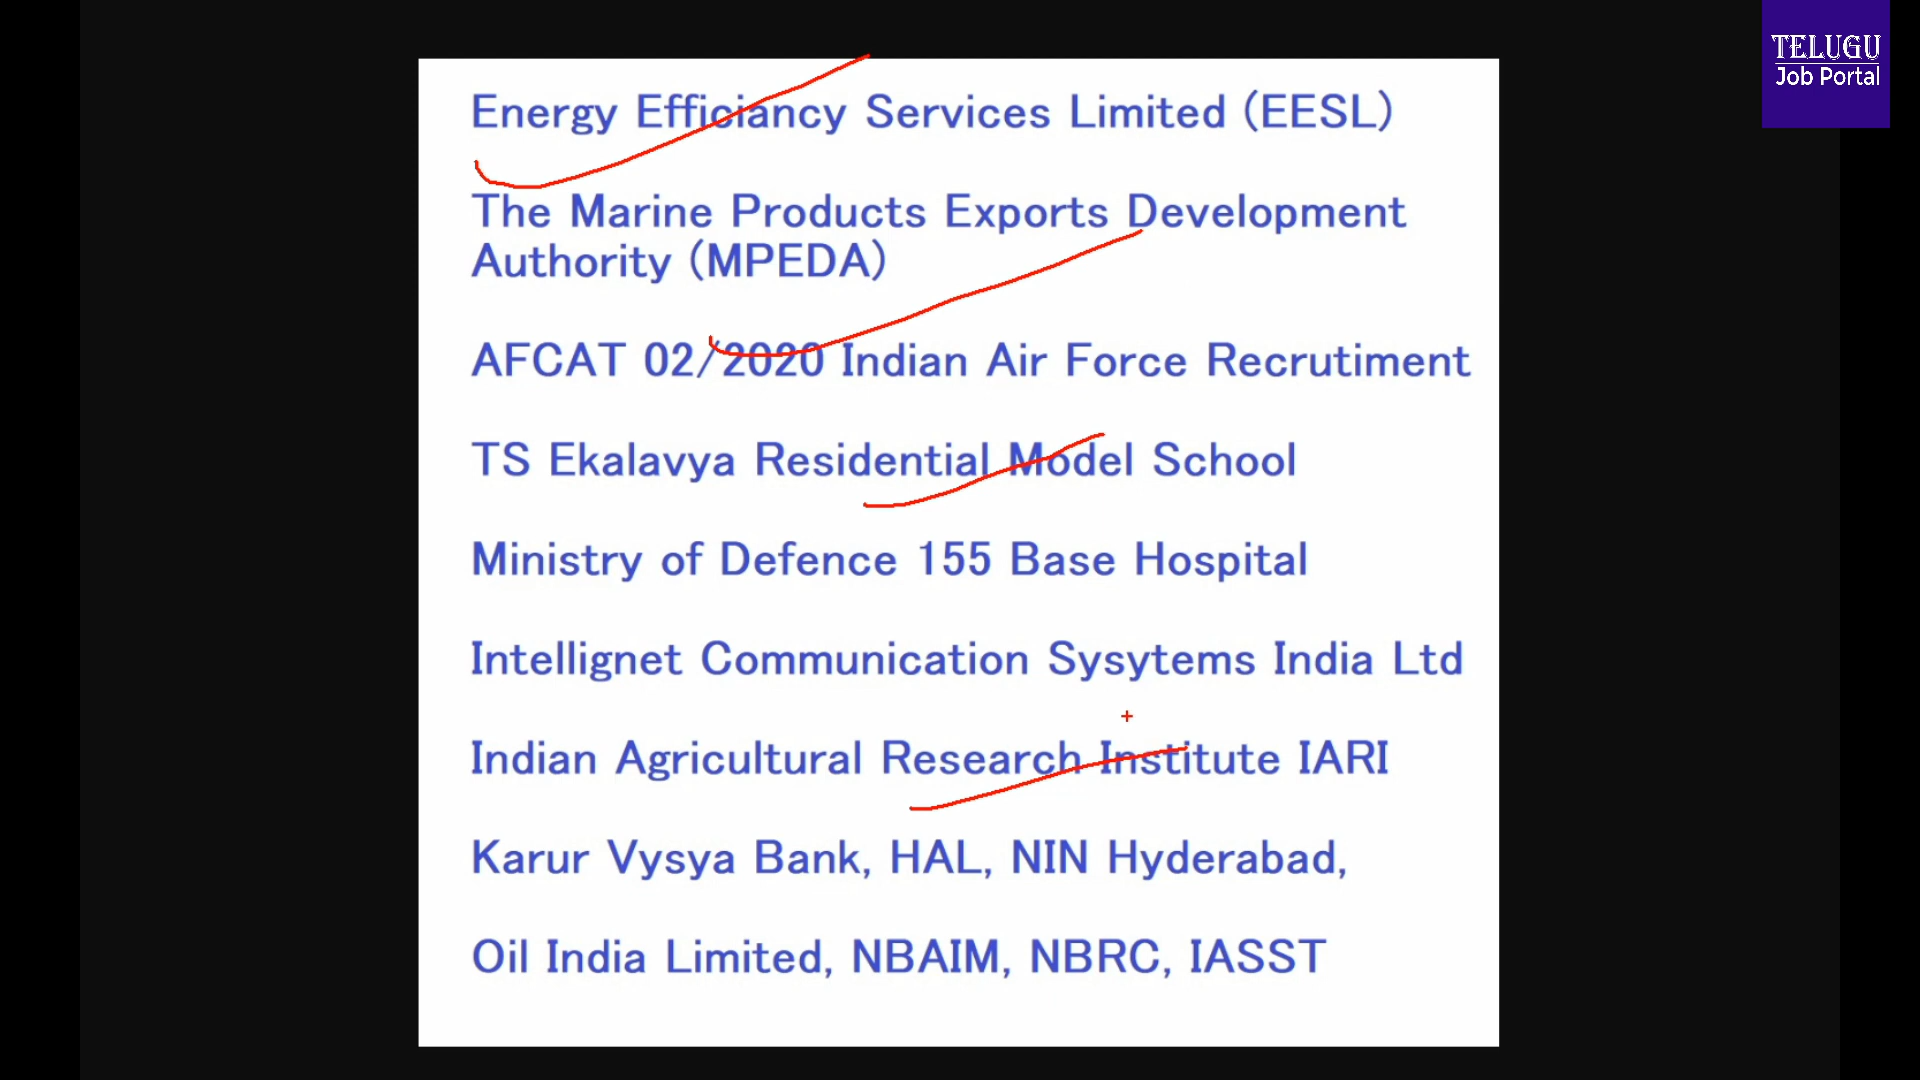 TELUGU
Job Portal
Energy Efficiancy Services Limited (EESL)
The Marine Products Exports Development
Authority (MPEDA)
AFCAT 02/2020 Indian Air Force Recrutiment
TS Ekalavya Residential Model School
Ministry of Defence 155 Base Hospital
Intellignet Communication Sysytems India Ltd
Indian Agricultural Research Institute IARI
Karur Vysya Bank, HAL, NIN Hyderabad,
Oil India Limited, NBAIM, NBRC, IASST